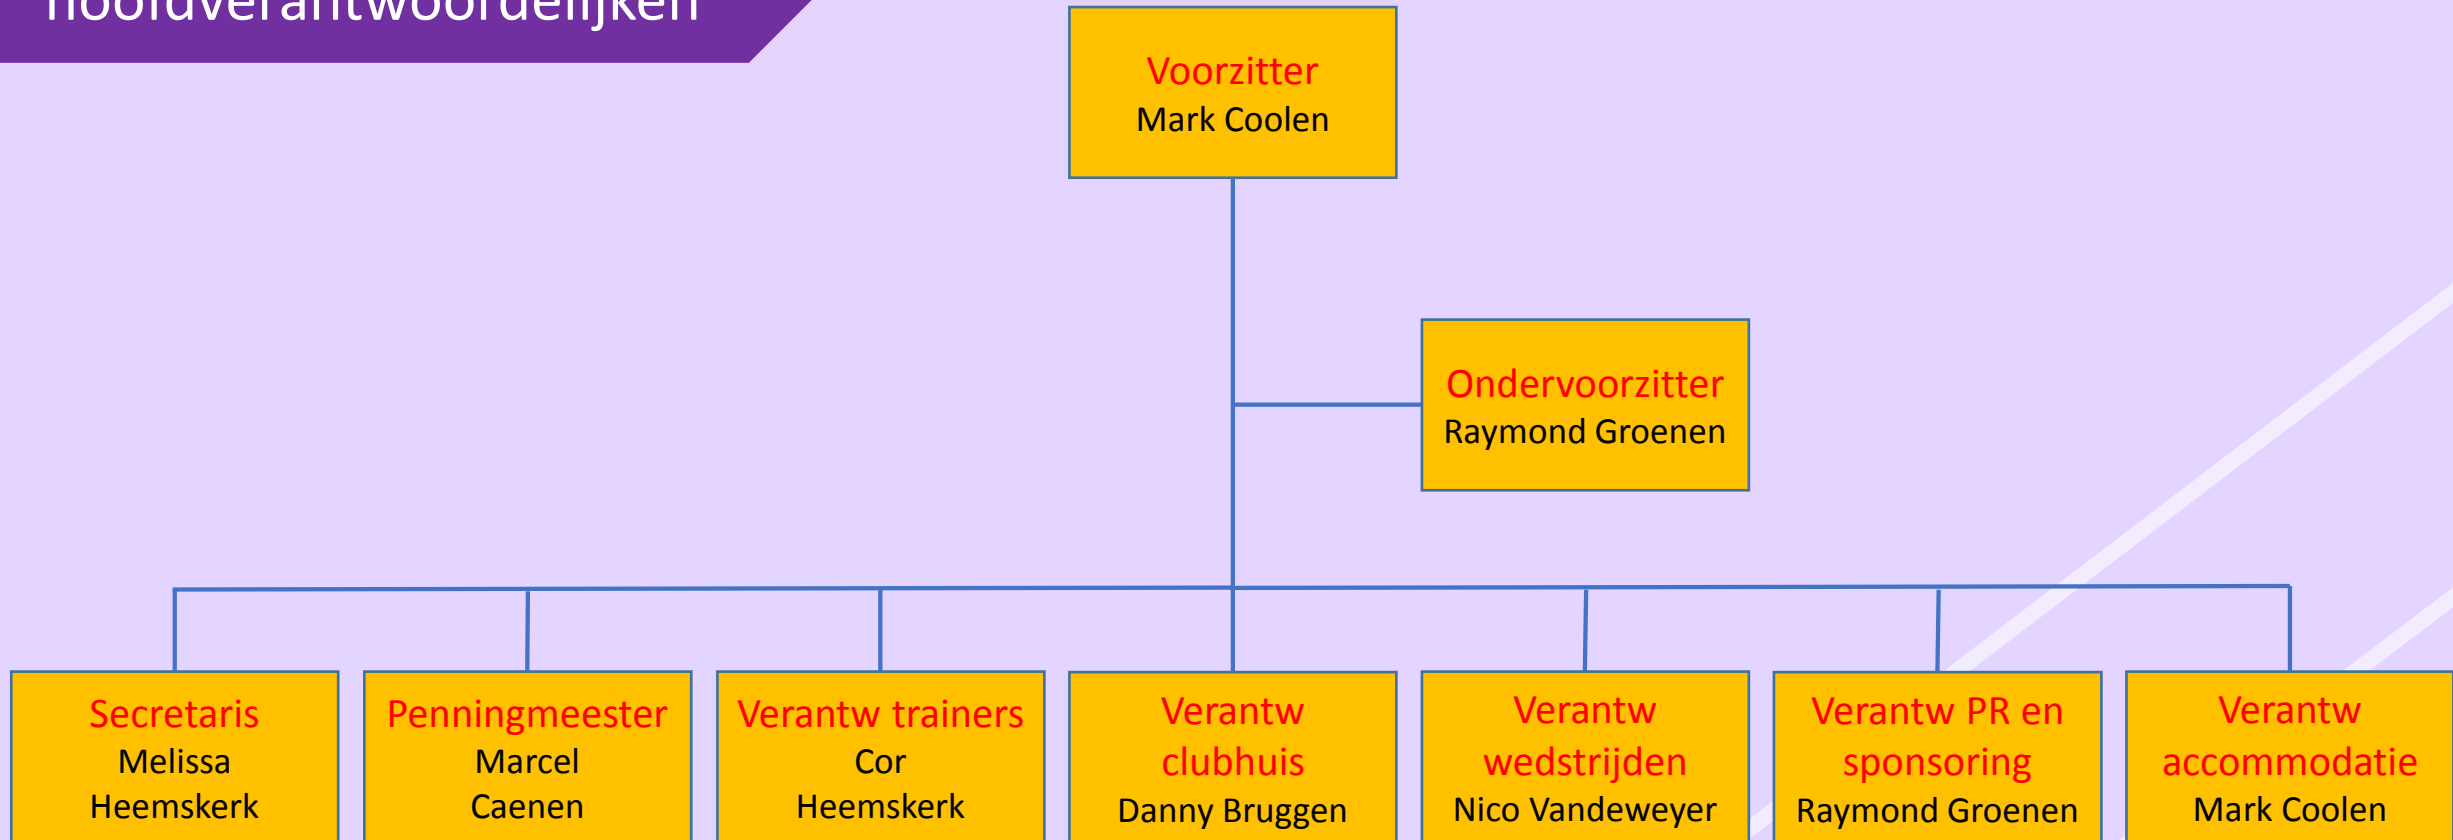 hoofdverantwoordelijken
Voorzitter
Mark Coolen
Ondervoorzitter
Raymond Groenen
Secretaris
Melissa
Heemskerk
Penningmeester
Marcel
Caenen
Verantw trainers
Cor
Heemskerk
Verantw
clubhuis
Danny Bruggen
Verantw
wedstrijden
Nico Vandeweyer
Verantw PR en
sponsoring
Raymond Groenen
Verantw
accommodatie
Mark Coolen